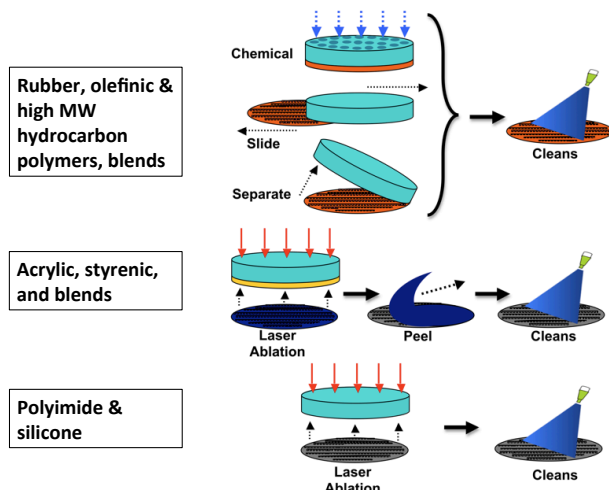 Rubber, olefinic &
high MW
hydrocarbon
polymers, blends
Chemical
Slide
Separate
Cleans
Acrylic, styrenic,
and blends
Laser
Ablation
Peel
Cleans
Polyimide &
silicone
Laser
Ablation
Cleans